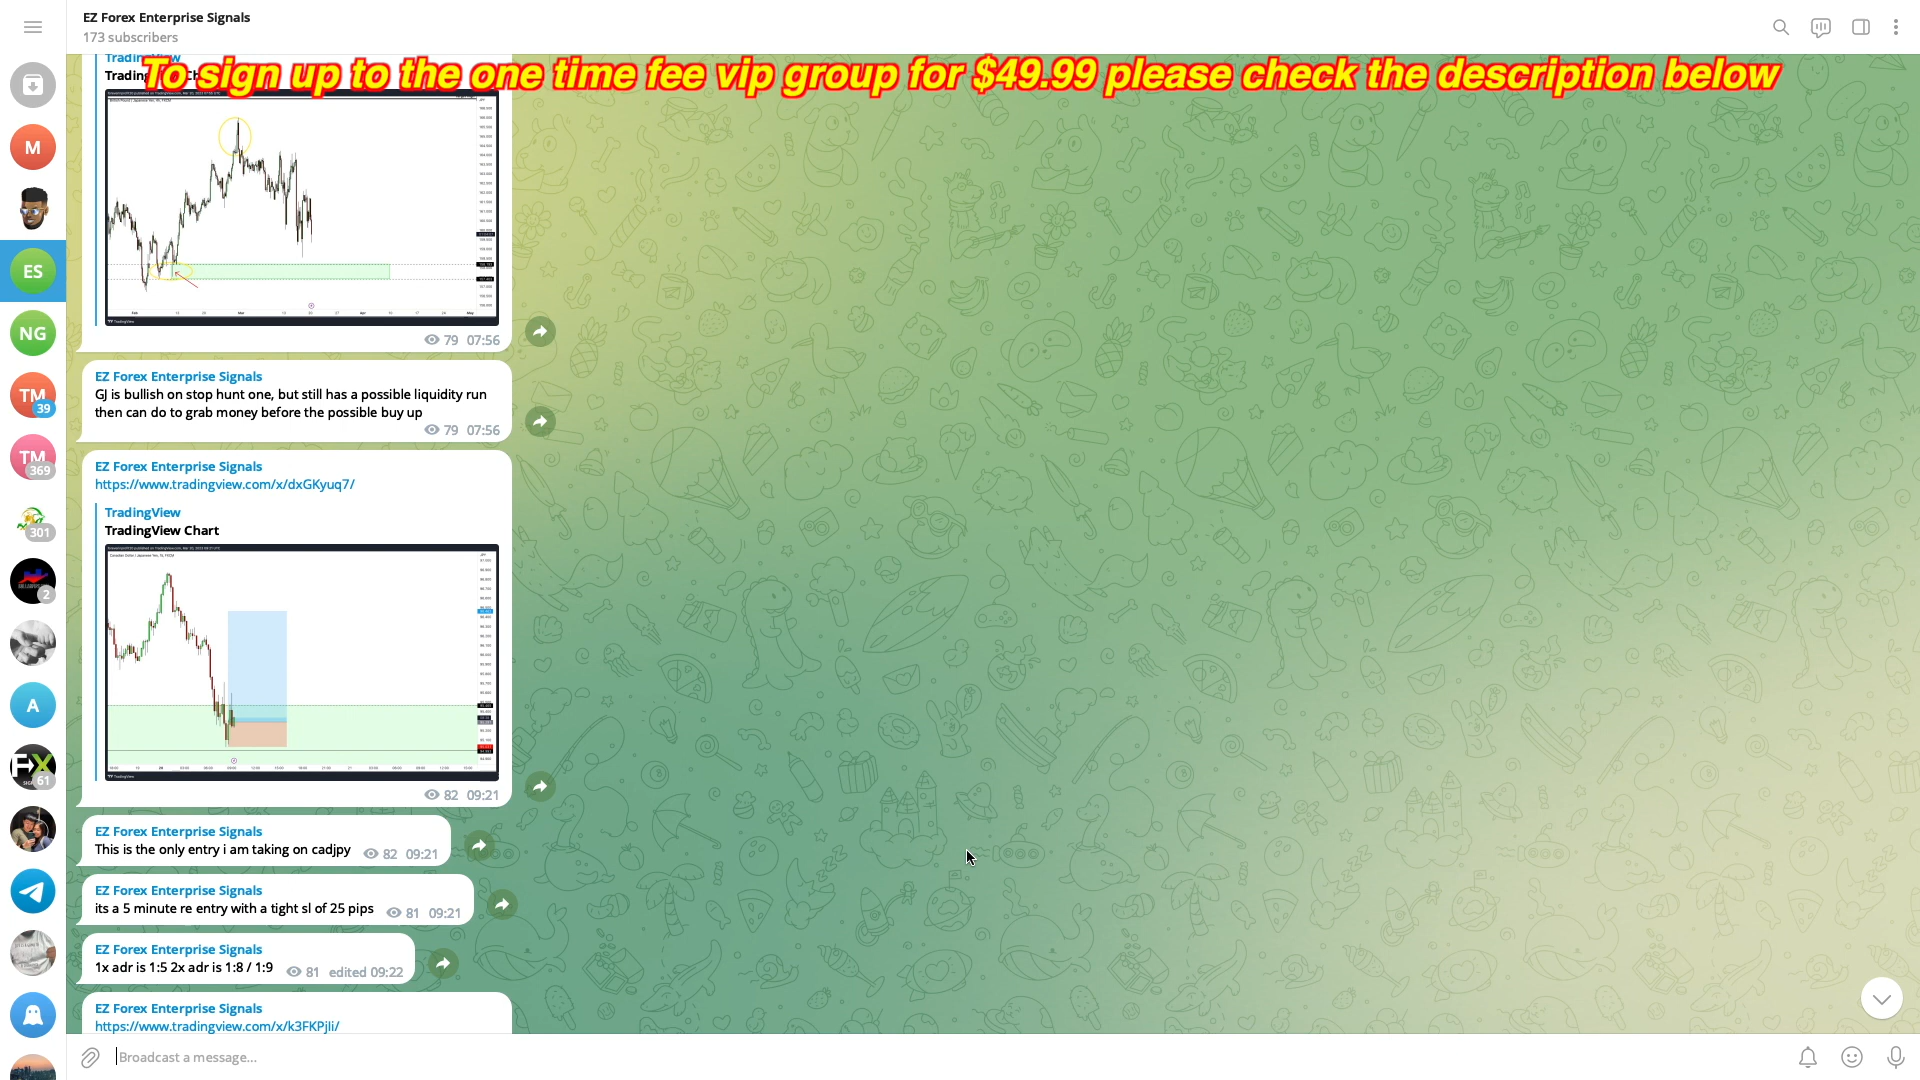 EZ Forex Enterprise Signals
173 subscribers
To sign up to the one time fee vip group for $49.99 please check the description below
TradingView
79 07:56
EZ Forex Enterprise Signals
GJ is bullish on stop hunt one, but still has a possible liquidity run
then can do to grab money before the possible buy up
79 07:56
EZ Forex Enterprise Signals
https://www.tradingview.com/x/dxGKyuq7/
TradingView
TradingView Chart
TradingView
82 09:21
EZ Forex Enterprise Signals
This is the only entry i am taking on cadjpy
82 09:21
EZ Forex Enterprise Signals
its a 5 minute re entry with a tight sl of 25 pips
81 09:21
EZ Forex Enterprise Signals
1x adr is 1:5 2x adr is 1:8 / 1:9
81 edited 09:22
EZ Forex Enterprise Signals
https://www.tradingview.com/x/k3FKPjli/
Broadcast a message...
M
ES
NG
TM
39
TM
369
301
2
A
FX
61